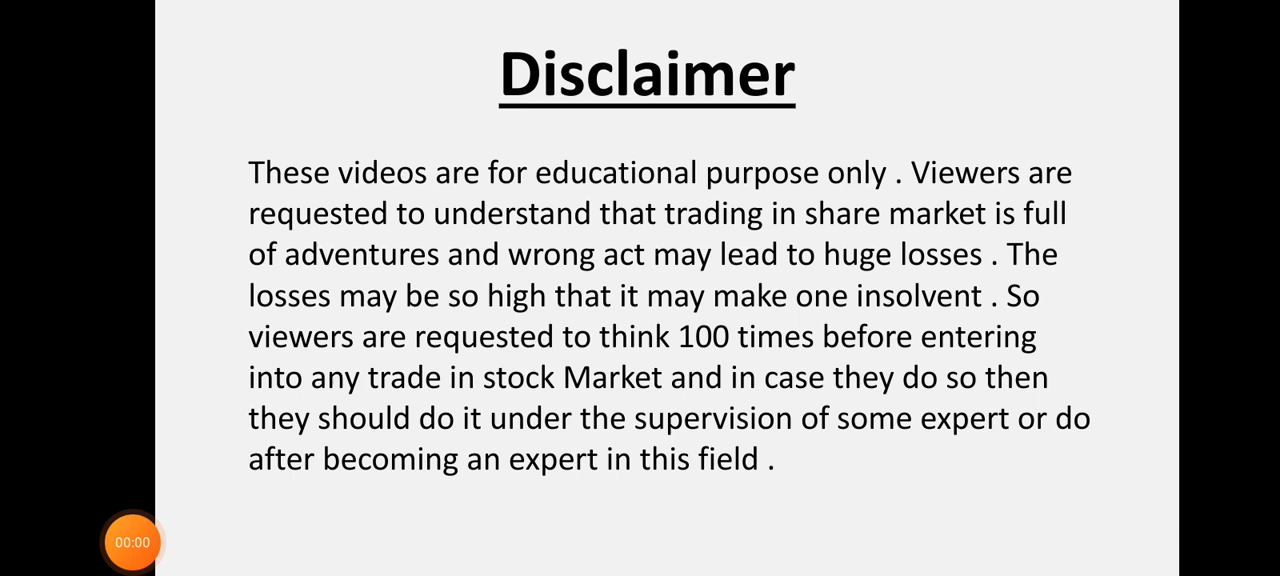 Disclaimer
These videos are for educational purpose only . Viewers are
requested to understand that trading in share market is full
of adventures and wrong act may lead to huge losses . The
losses may be so high that it may make one insolvent . So
viewers are requested to think 100 times before entering
into any trade in stock Market and in case they do so then
they should do it under the supervision of some expert or do
after becoming an expert in this field .
00:00